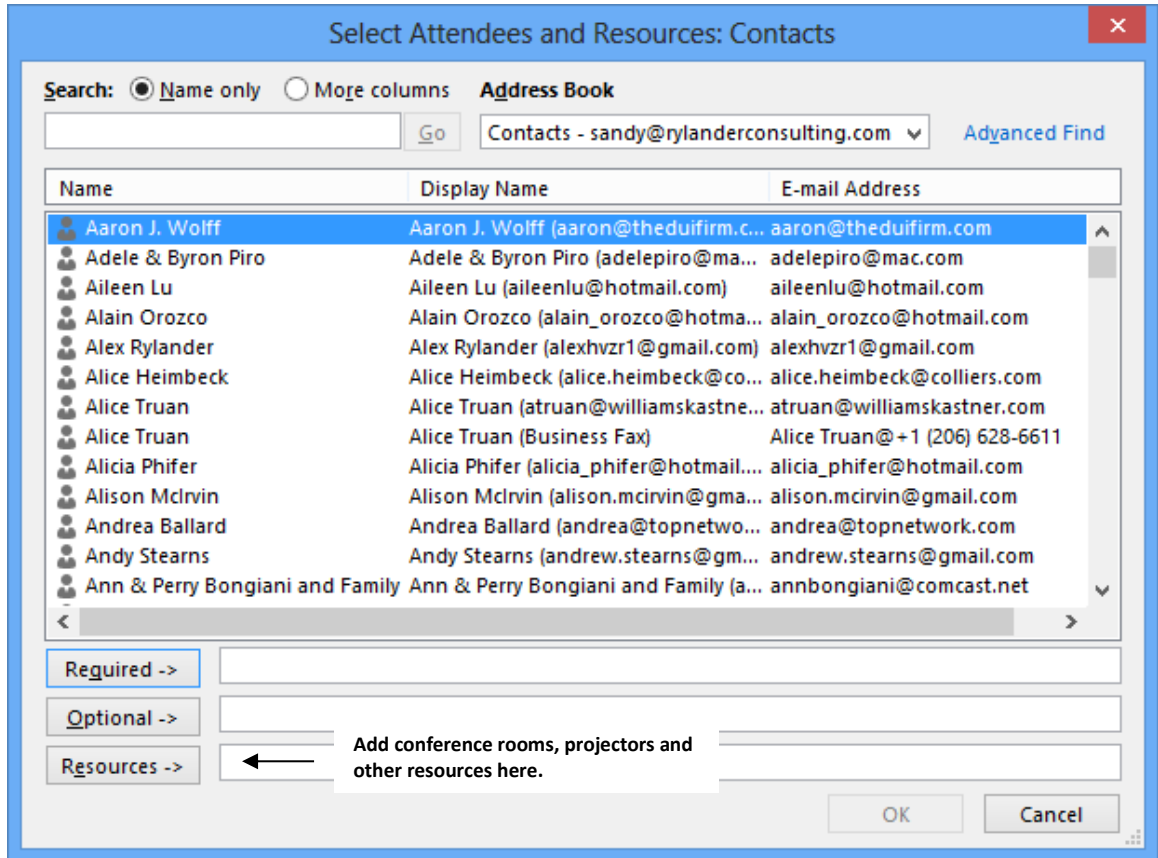 Select Attendees and Resources: Contacts
Search: Name only More columns Address Book
Go Contacts - sandy@rylanderconsulting.com Advanced Find
Name Display Name E-mail Address
Aaron J. Wolff Aaron J. Wolff (aaron@theduifirm.c... aaron@theduifirm.com
Adele & Byron Piro Adele & Byron Piro (adelepiro@ma... adelepiro@mac.com
Aileen Lu Aileen Lu (aileenlu@hotmail.com) aileenlu@hotmail.com
Alain Orozco Alain Orozco (alain_orozco@hotma... alain_orozco@hotmail.com
Alex Rylander Alex Rylander (alexhvzr1@gmail.com) alexhvzr1@gmail.com
Alice Heimbeck Alice Heimbeck (alice.heimbeck@co... alice.heimbeck@colliers.com
Alice Truan Alice Truan (atruan@williamskastne... atruan@williamskastner.com
Alice Truan Alice Truan (Business Fax) Alice Truan@+1 (206) 628-6611
Alicia Phifer Alicia Phifer (alicia_phifer@hotmail.... alicia_phifer@hotmail.com
Alison McIrvin Alison McIrvin (alison.mcirvin@gma... alison.mcirvin@gmail.com
Andrea Ballard Andrea Ballard (andrea@topnetwo... andrea@topnetwork.com
Andy Stearns Andy Stearns (andrew.stearns@gm... andrew.stearns@gmail.com
Ann & Perry Bongiani and Family Ann & Perry Bongiani and Family (a... annbongiani@comcast.net
Required ->
Optional ->
Resources ->
Add conference rooms, projectors and
other resources here.
OK Cancel